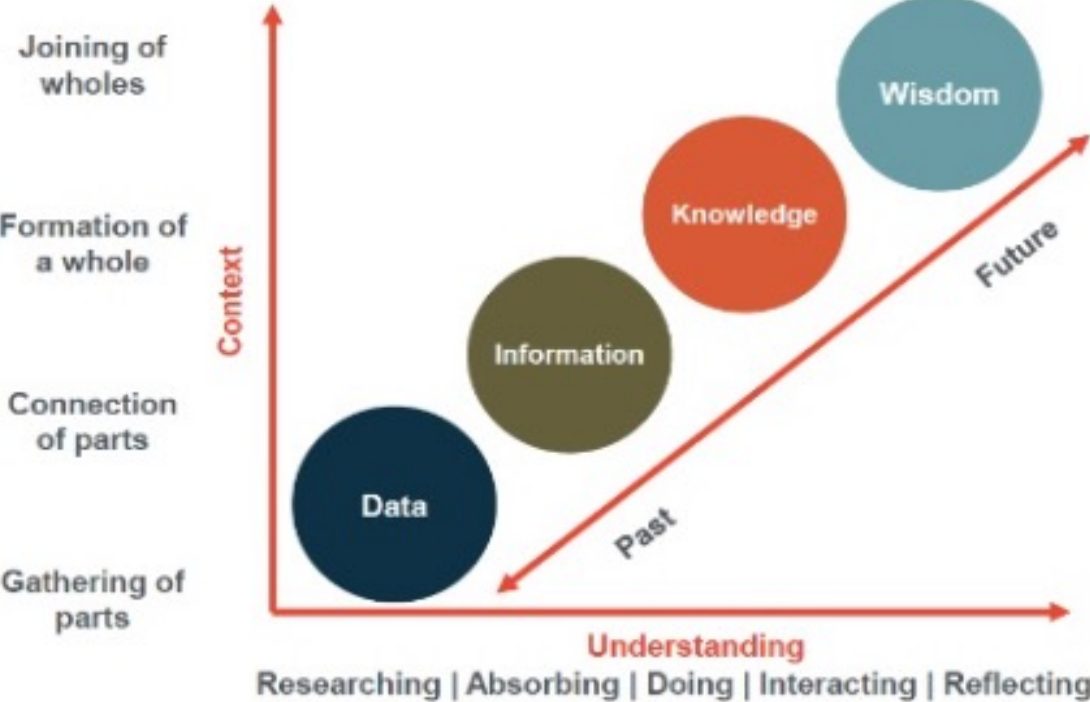 Joining of
wholes
Wisdom
Knowledge
Formation of
a whole
Future
Context
Information
Connection
of parts
Data
Past
Gathering of
parts
Understanding
Researching | Absorbing | Doing | Interacting | Reflecting